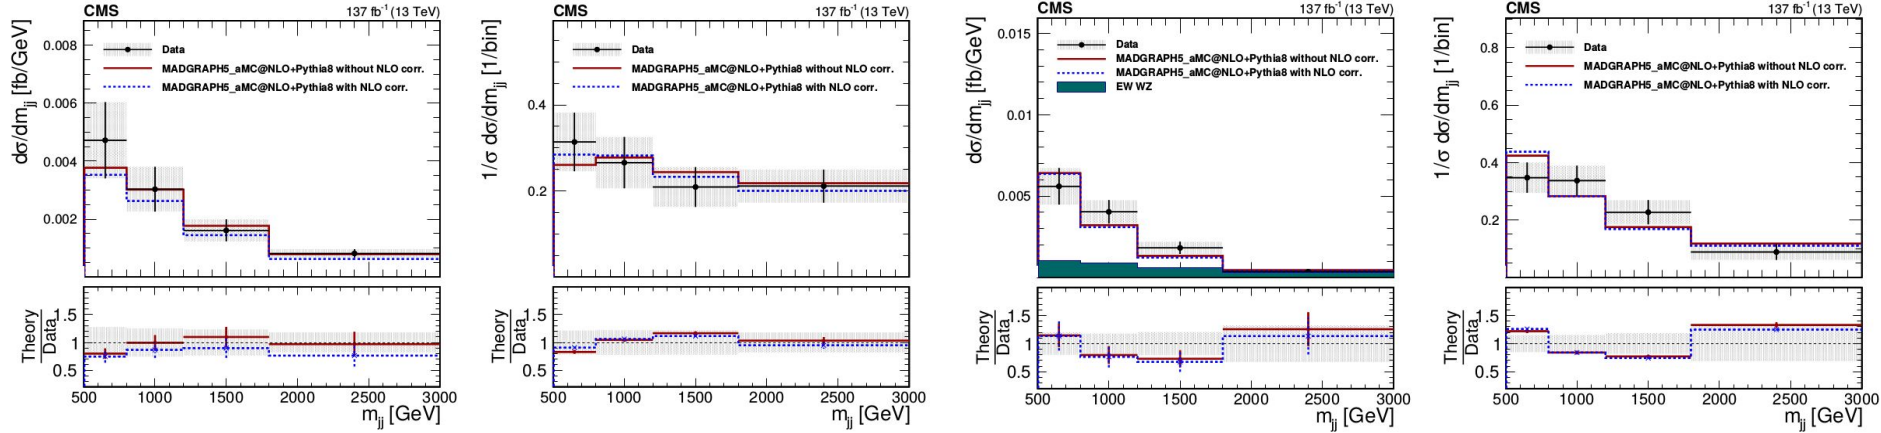 CMS 137 fb⁻¹ (13 TeV)
dσ/dm_jj [fb/GeV]
0.008
0.006
0.004
0.002
Data
MADGRAPH5_aMC@NLO+Pythia8 without NLO corr.
MADGRAPH5_aMC@NLO+Pythia8 with NLO corr.
Theory
Data
1.5
1
0.5
500 1000 1500 2000 2500 3000
m_jj [GeV]
CMS 137 fb⁻¹ (13 TeV)
1/σ dσ/dm_jj [1/bin]
0.4
0.2
Data
MADGRAPH5_aMC@NLO+Pythia8 without NLO corr.
MADGRAPH5_aMC@NLO+Pythia8 with NLO corr.
Theory
Data
1.5
1
0.5
500 1000 1500 2000 2500 3000
m_jj [GeV]
CMS 137 fb⁻¹ (13 TeV)
dσ/dm_jj [fb/GeV]
0.015
0.01
0.005
Data
MADGRAPH5_aMC@NLO+Pythia8 without NLO corr.
MADGRAPH5_aMC@NLO+Pythia8 with NLO corr.
EW WZ
Theory
Data
1.5
1
0.5
500 1000 1500 2000 2500 3000
m_jj [GeV]
CMS 137 fb⁻¹ (13 TeV)
1/σ dσ/dm_jj [1/bin]
0.8
0.6
0.4
0.2
Data
MADGRAPH5_aMC@NLO+Pythia8 without NLO corr.
MADGRAPH5_aMC@NLO+Pythia8 with NLO corr.
Theory
Data
1.5
1
0.5
500 1000 1500 2000 2500 3000
m_jj [GeV]